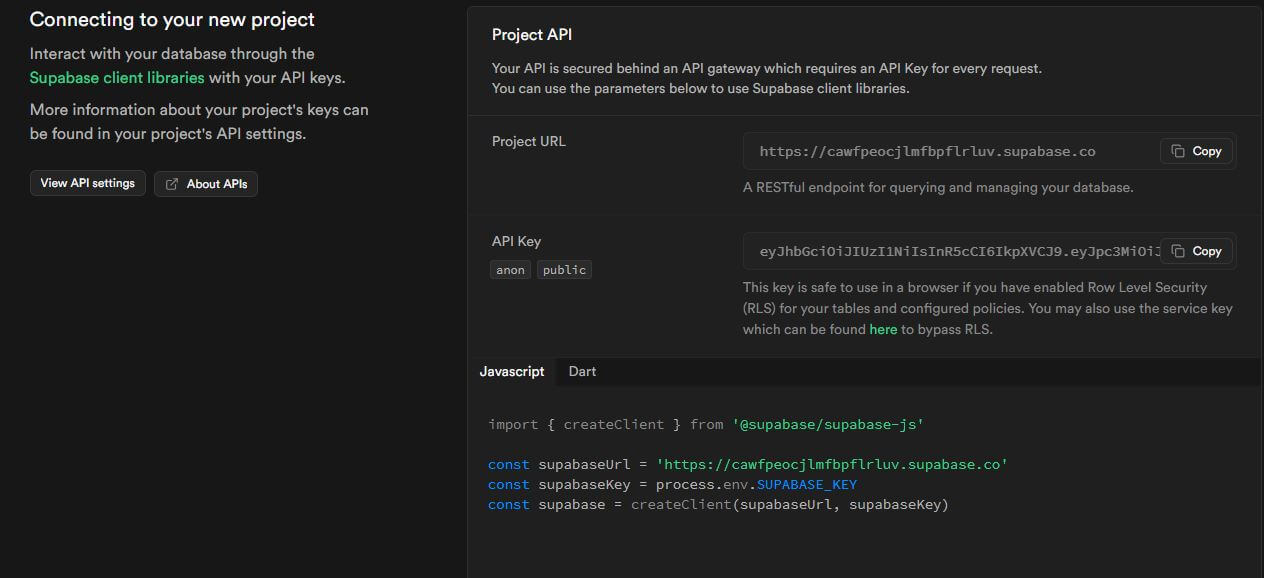 Connecting to your new project
Interact with your database through the
Supabase client libraries with your API keys.
More information about your project's keys can
be found in your project's API settings.
View API settings
About APIs
Project API
Your API is secured behind an API gateway which requires an API Key for every request.
You can use the parameters below to use Supabase client libraries.
Project URL
https://cawfpeocjlmfbpflrluv.supabase.co
Copy
A RESTful endpoint for querying and managing your database.
API Key
anon
public
eyJhbGciOiJIUzI1NiIsInR5cCI6IkpXVCJ9.eyJpc3MiOiJ
Copy
This key is safe to use in a browser if you have enabled Row Level Security
(RLS) for your tables and configured policies. You may also use the service key
which can be found here to bypass RLS.
Javascript
Dart
import { createClient } from '@supabase/supabase-js'
const supabaseUrl = 'https://cawfpeocjlmfbpflrluv.supabase.co'
const supabaseKey = process.env.SUPABASE_KEY
const supabase = createClient(supabaseUrl, supabaseKey)